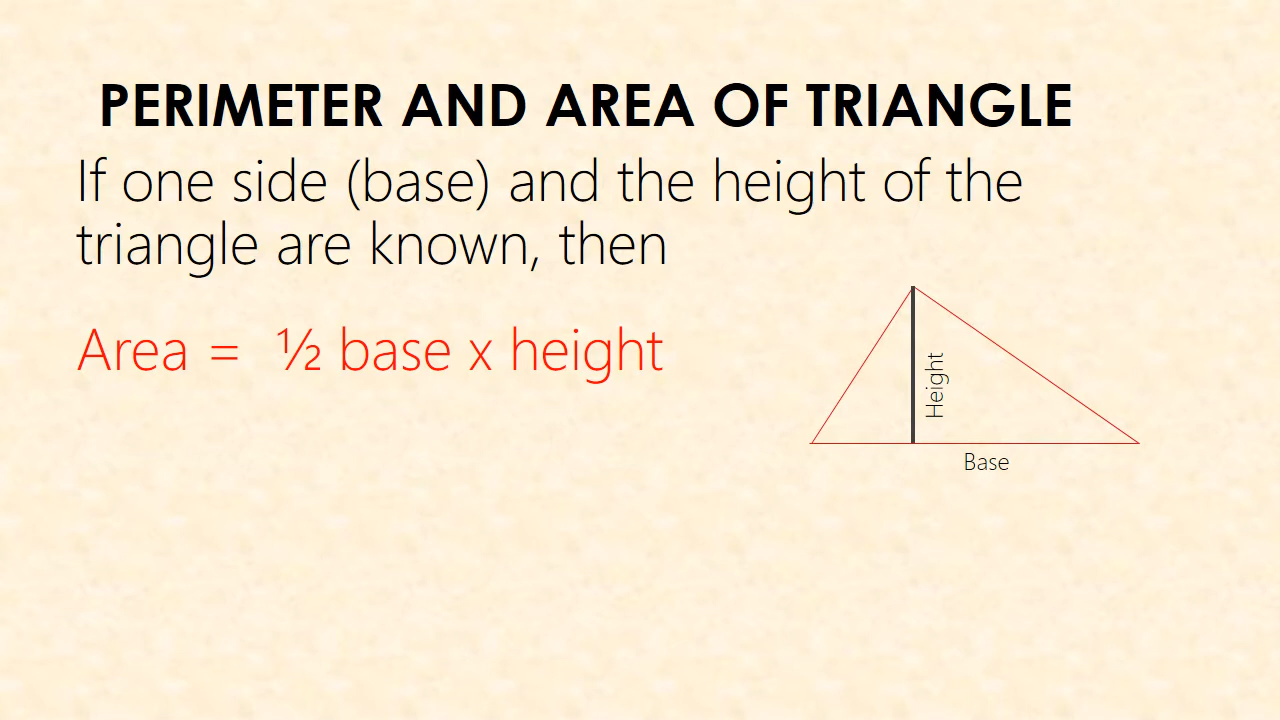 PERIMETER AND AREA OF TRIANGLE
If one side (base) and the height of the
triangle are known, then
Area = ½ base x height
Height
Base